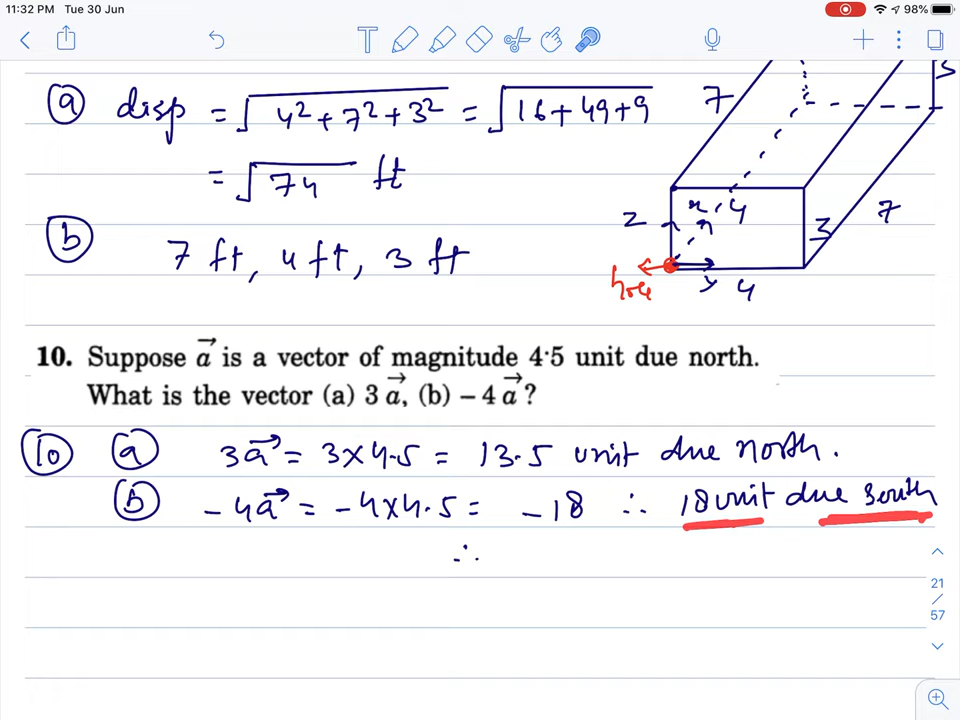 11:32 PM Tue 30 Jun 98%
T
ⓐ disp = √4²+7²+3² = √16+49+9
= √74 ft
ⓑ 7 ft, 4 ft, 3 ft
7
3
7
z
x, 4
3
hole
y 4
10. Suppose a⃗ is a vector of magnitude 4·5 unit due north.
What is the vector (a) 3 a⃗, (b) – 4 a⃗ ?
⑩ ⓐ 3a⃗ = 3×4.5 = 13.5 unit due north.
ⓑ -4a⃗ = -4×4.5 = -18 ∴ 18 unit due south
∴
21
/
57